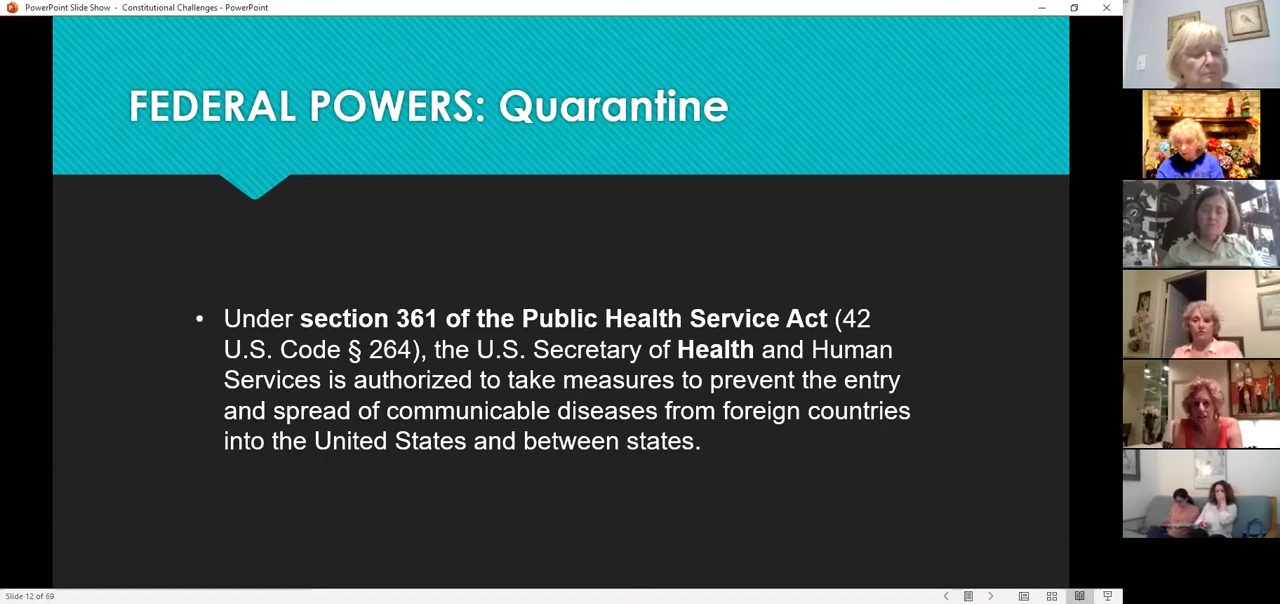 PowerPoint Slide Show - Constitutional Challenges - PowerPoint
FEDERAL POWERS: Quarantine
• Under section 361 of the Public Health Service Act (42
U.S. Code § 264), the U.S. Secretary of Health and Human
Services is authorized to take measures to prevent the entry
and spread of communicable diseases from foreign countries
into the United States and between states.
Slide 12 of 69